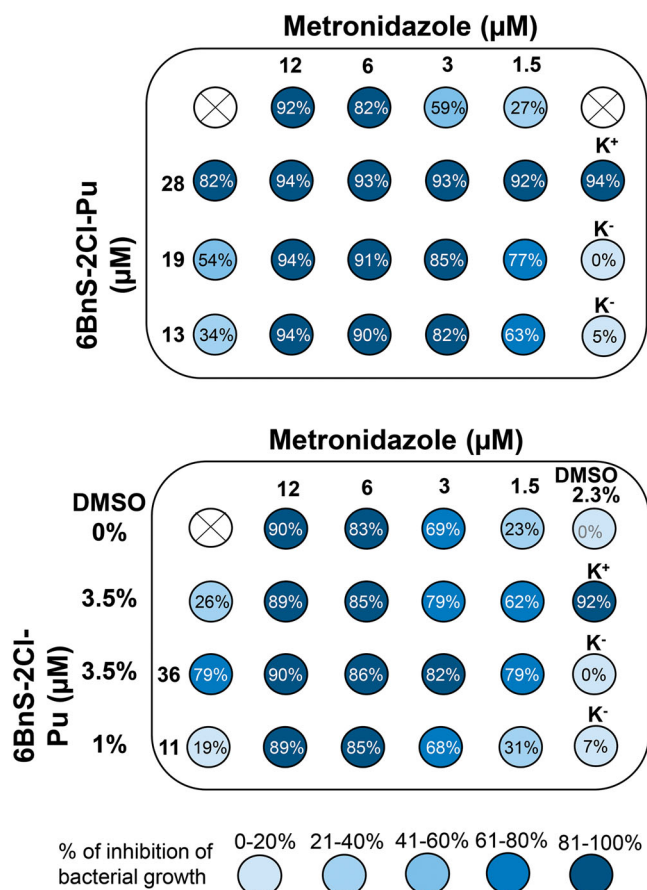 Metronidazole (µM)
12 6 3 1.5
92% 82% 59% 27%
K+
28 82% 94% 93% 93% 92% 94%
K-
19 54% 94% 91% 85% 77% 0%
K-
13 34% 94% 90% 82% 63% 5%
6BnS-2Cl-Pu
(µM)
Metronidazole (µM)
DMSO
12 6 3 1.5 2.3%
DMSO
0% 90% 83% 69% 23% 0%
K+
3.5% 26% 89% 85% 79% 62% 92%
K-
3.5% 36 79% 90% 86% 82% 79% 0%
K-
1% 11 19% 89% 85% 68% 31% 7%
6BnS-2Cl-
Pu (µM)
0-20% 21-40% 41-60% 61-80% 81-100%
% of inhibition of
bacterial growth